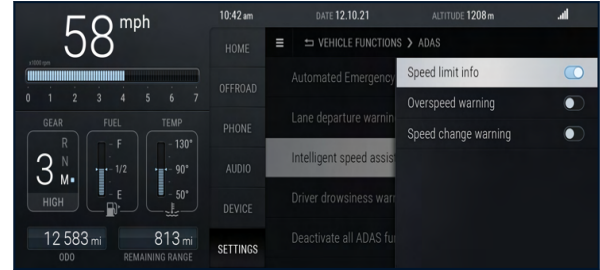 58 mph
x1000 rpm
0 1 2 3 4 5 6 7
GEAR FUEL TEMP
R
N
3 M
HIGH
F
1/2
E
130°
90°
50°
12 583 mi
ODO
813 mi
REMAINING RANGE
10:42 am DATE 12.10.21 ALTITUDE 1208 m
HOME
OFFROAD
PHONE
AUDIO
DEVICE
SETTINGS
VEHICLE FUNCTIONS > ADAS
Automated Emergency
Lane departure warnin
Intelligent speed assist
Driver drowsiness warn
Deactivate all ADAS fu
Speed limit info
Overspeed warning
Speed change warning